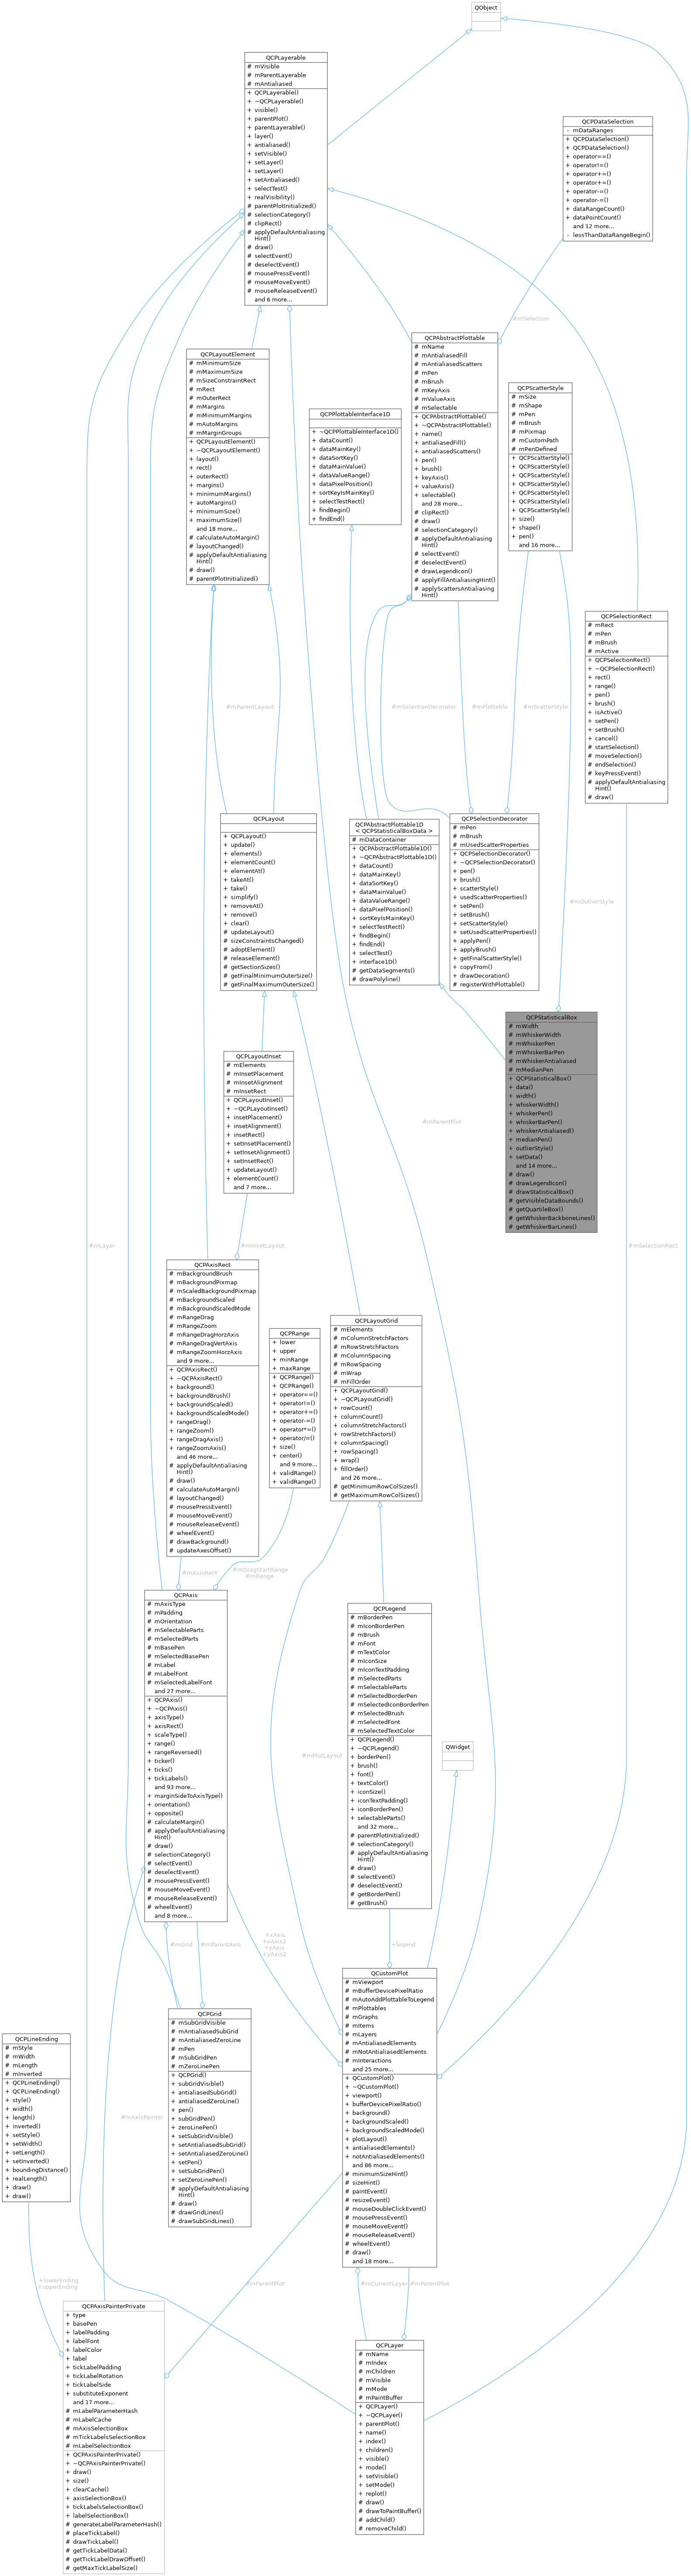 QObject
QCPLayerable
# mVisible
# mParentLayerable
# mAntialiased
+ QCPLayerable()
+ ~QCPLayerable()
+ visible()
+ parentPlot()
+ parentLayerable()
+ layer()
+ antialiased()
+ setVisible()
+ setLayer()
+ setLayer()
+ setAntialiased()
+ selectTest()
+ realVisibility()
# parentPlotInitialized()
# selectionCategory()
# clipRect()
# applyDefaultAntialiasing
Hint()
# draw()
# selectEvent()
# deselectEvent()
# mousePressEvent()
# mouseMoveEvent()
# mouseReleaseEvent()
and 6 more...
QCPDataSelection
- mDataRanges
+ QCPDataSelection()
+ QCPDataSelection()
+ operator==()
+ operator!=()
+ operator+=()
+ operator+=()
+ operator-=()
+ operator-=()
+ dataRangeCount()
+ dataPointCount()
and 12 more...
- lessThanDataRangeBegin()
#mSelection
QCPLayoutElement
# mMinimumSize
# mMaximumSize
# mSizeConstraintRect
# mRect
# mOuterRect
# mMargins
# mMinimumMargins
# mAutoMargins
# mMarginGroups
+ QCPLayoutElement()
+ ~QCPLayoutElement()
+ layout()
+ rect()
+ outerRect()
+ margins()
+ minimumMargins()
+ autoMargins()
+ minimumSize()
+ maximumSize()
and 18 more...
# calculateAutoMargin()
# layoutChanged()
# applyDefaultAntialiasing
Hint()
# draw()
# parentPlotInitialized()
QCPPlottableInterface1D
+ ~QCPPlottableInterface1D()
+ dataCount()
+ dataMainKey()
+ dataSortKey()
+ dataMainValue()
+ dataValueRange()
+ dataPixelPosition()
+ sortKeyIsMainKey()
+ selectTestRect()
+ findBegin()
+ findEnd()
QCPAbstractPlottable
# mName
# mAntialiasedFill
# mAntialiasedScatters
# mPen
# mBrush
# mKeyAxis
# mValueAxis
# mSelectable
+ QCPAbstractPlottable()
+ ~QCPAbstractPlottable()
+ name()
+ antialiasedFill()
+ antialiasedScatters()
+ pen()
+ brush()
+ keyAxis()
+ valueAxis()
+ selectable()
and 28 more...
# clipRect()
# draw()
# selectionCategory()
# applyDefaultAntialiasing
Hint()
# selectEvent()
# deselectEvent()
# drawLegendIcon()
# applyFillAntialiasingHint()
# applyScattersAntialiasing
Hint()
QCPScatterStyle
# mSize
# mShape
# mPen
# mBrush
# mPixmap
# mCustomPath
# mPenDefined
+ QCPScatterStyle()
+ QCPScatterStyle()
+ QCPScatterStyle()
+ QCPScatterStyle()
+ QCPScatterStyle()
+ QCPScatterStyle()
+ QCPScatterStyle()
+ size()
+ shape()
+ pen()
and 16 more...
QCPSelectionRect
# mRect
# mPen
# mBrush
# mActive
+ QCPSelectionRect()
+ ~QCPSelectionRect()
+ rect()
+ range()
+ pen()
+ brush()
+ isActive()
+ setPen()
+ setBrush()
+ cancel()
# startSelection()
# moveSelection()
# endSelection()
# keyPressEvent()
# applyDefaultAntialiasing
Hint()
# draw()
#mParentLayout
#mSelectionDecorator
#mPlottable
#mScatterStyle
QCPLayout
+ QCPLayout()
+ update()
+ elements()
+ elementCount()
+ elementAt()
+ takeAt()
+ take()
+ simplify()
+ removeAt()
+ remove()
+ clear()
# updateLayout()
# sizeConstraintsChanged()
# adoptElement()
# releaseElement()
# getSectionSizes()
# getFinalMinimumOuterSize()
# getFinalMaximumOuterSize()
QCPAbstractPlottable1D
< QCPStatisticalBoxData >
# mDataContainer
+ QCPAbstractPlottable1D()
+ ~QCPAbstractPlottable1D()
+ dataCount()
+ dataMainKey()
+ dataSortKey()
+ dataMainValue()
+ dataValueRange()
+ dataPixelPosition()
+ sortKeyIsMainKey()
+ selectTestRect()
+ findBegin()
+ findEnd()
+ selectTest()
+ interface1D()
# getDataSegments()
# drawPolyline()
QCPSelectionDecorator
# mPen
# mBrush
# mUsedScatterProperties
+ QCPSelectionDecorator()
+ ~QCPSelectionDecorator()
+ pen()
+ brush()
+ scatterStyle()
+ usedScatterProperties()
+ setPen()
+ setBrush()
+ setScatterStyle()
+ setUsedScatterProperties()
+ applyPen()
+ applyBrush()
+ getFinalScatterStyle()
+ copyFrom()
+ drawDecoration()
# registerWithPlottable()
#mOutlierStyle
QCPStatisticalBox
# mWidth
# mWhiskerWidth
# mWhiskerPen
# mWhiskerBarPen
# mWhiskerAntialiased
# mMedianPen
+ QCPStatisticalBox()
+ data()
+ width()
+ whiskerWidth()
+ whiskerPen()
+ whiskerBarPen()
+ whiskerAntialiased()
+ medianPen()
+ outlierStyle()
+ setData()
and 14 more...
# draw()
# drawLegendIcon()
# drawStatisticalBox()
# getVisibleDataBounds()
# getQuartileBox()
# getWhiskerBackboneLines()
# getWhiskerBarLines()
QCPLayoutInset
# mElements
# mInsetPlacement
# mInsetAlignment
# mInsetRect
+ QCPLayoutInset()
+ ~QCPLayoutInset()
+ insetPlacement()
+ insetAlignment()
+ insetRect()
+ setInsetPlacement()
+ setInsetAlignment()
+ setInsetRect()
+ updateLayout()
+ elementCount()
and 7 more...
#mParentPlot
#mLayer
#mInsetLayout
#mSelectionRect
QCPAxisRect
# mBackgroundBrush
# mBackgroundPixmap
# mScaledBackgroundPixmap
# mBackgroundScaled
# mBackgroundScaledMode
# mRangeDrag
# mRangeZoom
# mRangeDragHorzAxis
# mRangeDragVertAxis
# mRangeZoomHorzAxis
and 9 more...
+ QCPAxisRect()
+ ~QCPAxisRect()
+ background()
+ backgroundBrush()
+ backgroundScaled()
+ backgroundScaledMode()
+ rangeDrag()
+ rangeZoom()
+ rangeDragAxis()
+ rangeZoomAxis()
and 46 more...
# applyDefaultAntialiasing
Hint()
# draw()
# calculateAutoMargin()
# layoutChanged()
# mousePressEvent()
# mouseMoveEvent()
# mouseReleaseEvent()
# wheelEvent()
# drawBackground()
# updateAxesOffset()
QCPRange
+ lower
+ upper
+ minRange
+ maxRange
+ QCPRange()
+ QCPRange()
+ operator==()
+ operator!=()
+ operator+=()
+ operator-=()
+ operator*=()
+ operator/=()
+ size()
+ center()
and 9 more...
+ validRange()
+ validRange()
QCPLayoutGrid
# mElements
# mColumnStretchFactors
# mRowStretchFactors
# mColumnSpacing
# mRowSpacing
# mWrap
# mFillOrder
+ QCPLayoutGrid()
+ ~QCPLayoutGrid()
+ rowCount()
+ columnCount()
+ columnStretchFactors()
+ rowStretchFactors()
+ columnSpacing()
+ rowSpacing()
+ wrap()
+ fillOrder()
and 26 more...
# getMinimumRowColSizes()
# getMaximumRowColSizes()
#mAxisRect
#mDragStartRange
#mRange
QCPAxis
# mAxisType
# mPadding
# mOrientation
# mSelectableParts
# mSelectedParts
# mBasePen
# mSelectedBasePen
# mLabel
# mLabelFont
# mSelectedLabelFont
and 27 more...
+ QCPAxis()
+ ~QCPAxis()
+ axisType()
+ axisRect()
+ scaleType()
+ range()
+ rangeReversed()
+ ticker()
+ ticks()
+ tickLabels()
and 93 more...
+ marginSideToAxisType()
+ orientation()
+ opposite()
# calculateMargin()
# applyDefaultAntialiasing
Hint()
# draw()
# selectionCategory()
# selectEvent()
# deselectEvent()
# mousePressEvent()
# mouseMoveEvent()
# mouseReleaseEvent()
# wheelEvent()
and 8 more...
QCPLegend
# mBorderPen
# mIconBorderPen
# mBrush
# mFont
# mTextColor
# mIconSize
# mIconTextPadding
# mSelectedParts
# mSelectableParts
# mSelectedBorderPen
# mSelectedIconBorderPen
# mSelectedBrush
# mSelectedFont
# mSelectedTextColor
+ QCPLegend()
+ ~QCPLegend()
+ borderPen()
+ brush()
+ font()
+ textColor()
+ iconSize()
+ iconTextPadding()
+ iconBorderPen()
+ selectableParts()
and 32 more...
# parentPlotInitialized()
# selectionCategory()
# applyDefaultAntialiasing
Hint()
# draw()
# selectEvent()
# deselectEvent()
# getBorderPen()
# getBrush()
QWidget
#mPlotLayout
#mGrid
#mParentAxis
+xAxis
+xAxis2
+yAxis
+yAxis2
+legend
QCustomPlot
# mViewport
# mBufferDevicePixelRatio
# mAutoAddPlottableToLegend
# mPlottables
# mGraphs
# mItems
# mLayers
# mAntialiasedElements
# mNotAntialiasedElements
# mInteractions
and 25 more...
+ QCustomPlot()
+ ~QCustomPlot()
+ viewport()
+ bufferDevicePixelRatio()
+ background()
+ backgroundScaled()
+ backgroundScaledMode()
+ plotLayout()
+ antialiasedElements()
+ notAntialiasedElements()
and 86 more...
# minimumSizeHint()
# sizeHint()
# paintEvent()
# resizeEvent()
# mouseDoubleClickEvent()
# mousePressEvent()
# mouseMoveEvent()
# mouseReleaseEvent()
# wheelEvent()
# draw()
and 18 more...
QCPGrid
# mSubGridVisible
# mAntialiasedSubGrid
# mAntialiasedZeroLine
# mPen
# mSubGridPen
# mZeroLinePen
+ QCPGrid()
+ subGridVisible()
+ antialiasedSubGrid()
+ antialiasedZeroLine()
+ pen()
+ subGridPen()
+ zeroLinePen()
+ setSubGridVisible()
+ setAntialiasedSubGrid()
+ setAntialiasedZeroLine()
+ setPen()
+ setSubGridPen()
+ setZeroLinePen()
# applyDefaultAntialiasing
Hint()
# draw()
# drawGridLines()
# drawSubGridLines()
QCPLineEnding
# mStyle
# mWidth
# mLength
# mInverted
+ QCPLineEnding()
+ QCPLineEnding()
+ style()
+ width()
+ length()
+ inverted()
+ setStyle()
+ setWidth()
+ setLength()
+ setInverted()
+ boundingDistance()
+ realLength()
+ draw()
+ draw()
#mAxisPainter
+lowerEnding
+upperEnding
#mParentPlot
#mCurrentLayer
#mParentPlot
QCPAxisPainterPrivate
+ type
+ basePen
+ labelPadding
+ labelFont
+ labelColor
+ label
+ tickLabelPadding
+ tickLabelRotation
+ tickLabelSide
+ substituteExponent
and 17 more...
# mLabelParameterHash
# mLabelCache
# mAxisSelectionBox
# mTickLabelsSelectionBox
# mLabelSelectionBox
+ QCPAxisPainterPrivate()
+ ~QCPAxisPainterPrivate()
+ draw()
+ size()
+ clearCache()
+ axisSelectionBox()
+ tickLabelsSelectionBox()
+ labelSelectionBox()
# generateLabelParameterHash()
# placeTickLabel()
# drawTickLabel()
# getTickLabelData()
# getTickLabelDrawOffset()
# getMaxTickLabelSize()
QCPLayer
# mName
# mIndex
# mChildren
# mVisible
# mMode
# mPaintBuffer
+ QCPLayer()
+ ~QCPLayer()
+ parentPlot()
+ name()
+ index()
+ children()
+ visible()
+ mode()
+ setVisible()
+ setMode()
+ replot()
# draw()
# drawToPaintBuffer()
# addChild()
# removeChild()